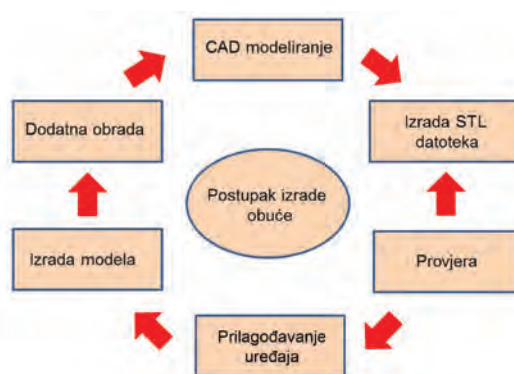 CAD modeliranje
Dodatna obrada
Izrada STL
datoteka
Postupak izrade
obuće
Izrada modela
Provjera
Prilagođavanje
uređaja